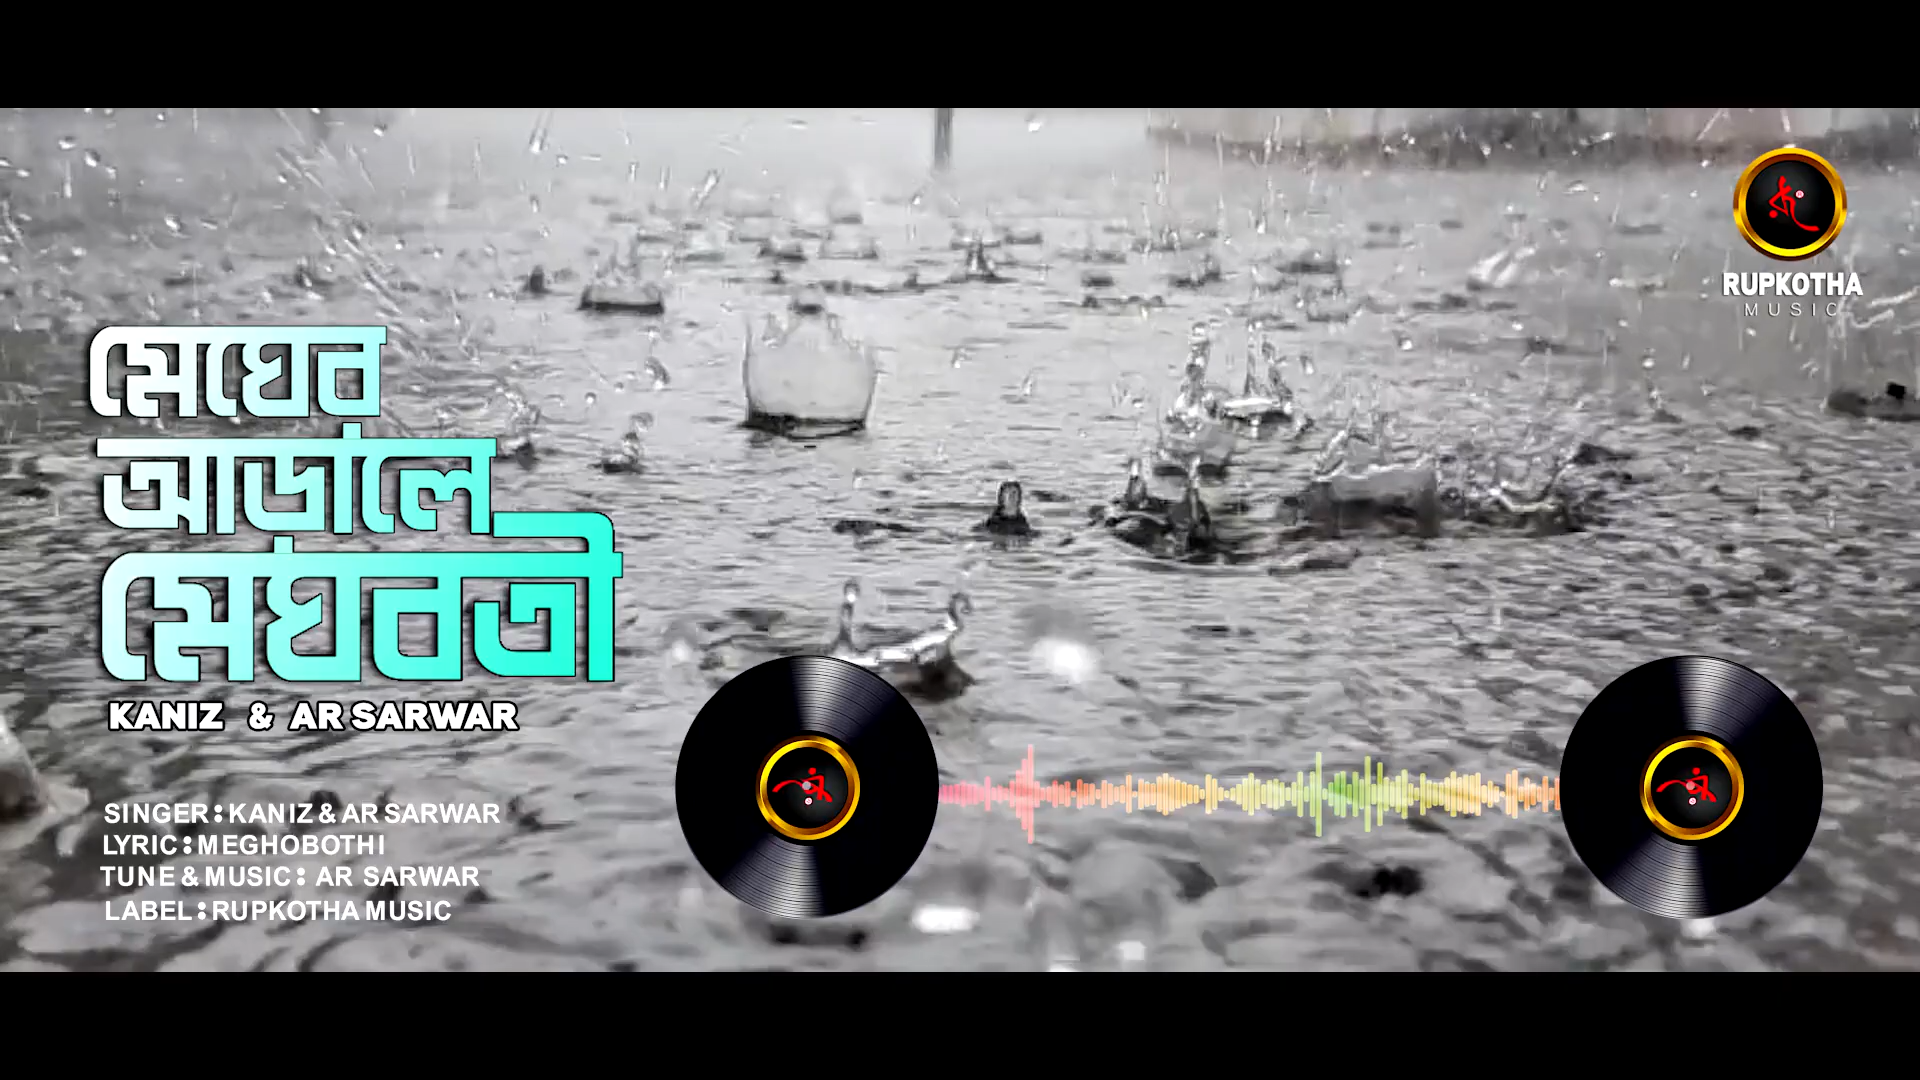 মেঘের
আড়ালে
মেঘবতী
KANIZ & AR SARWAR
SINGER : KANIZ & AR SARWAR
LYRIC : MEGHOBOTHI
TUNE & MUSIC : AR SARWAR
LABEL : RUPKOTHA MUSIC
RUPKOTHA
MUSIC